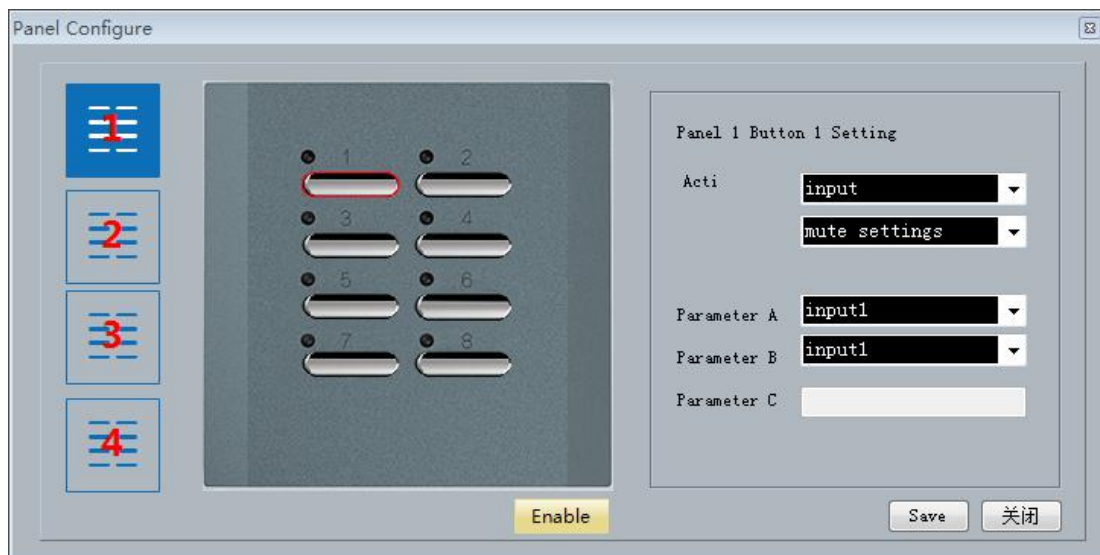 Panel Configure
1
2
3
4
1 2
3 4
5 6
7 8
Enable
Panel 1 Button 1 Setting
Acti input
mute settings
Parameter A input1
Parameter B input1
Parameter C
Save 关闭